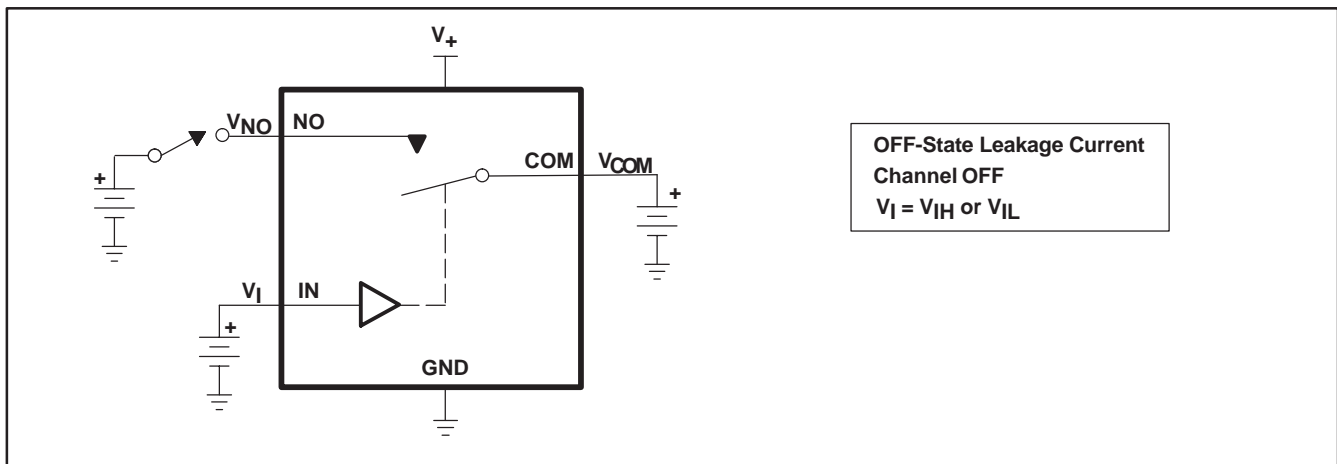 V+
VNO NO
+
COM VCOM
+
VI IN
+
GND
OFF-State Leakage Current
Channel OFF
VI = VIH or VIL